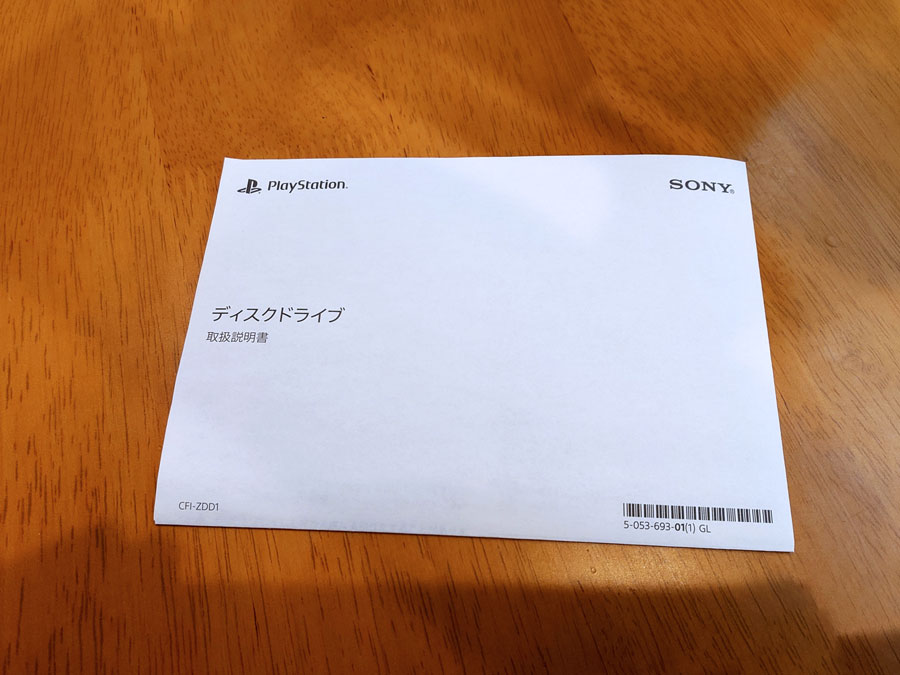 PlayStation®
SONY®
ディスクドライブ
取扱説明書
CFI-ZDD1
5-053-693-01(1) GL